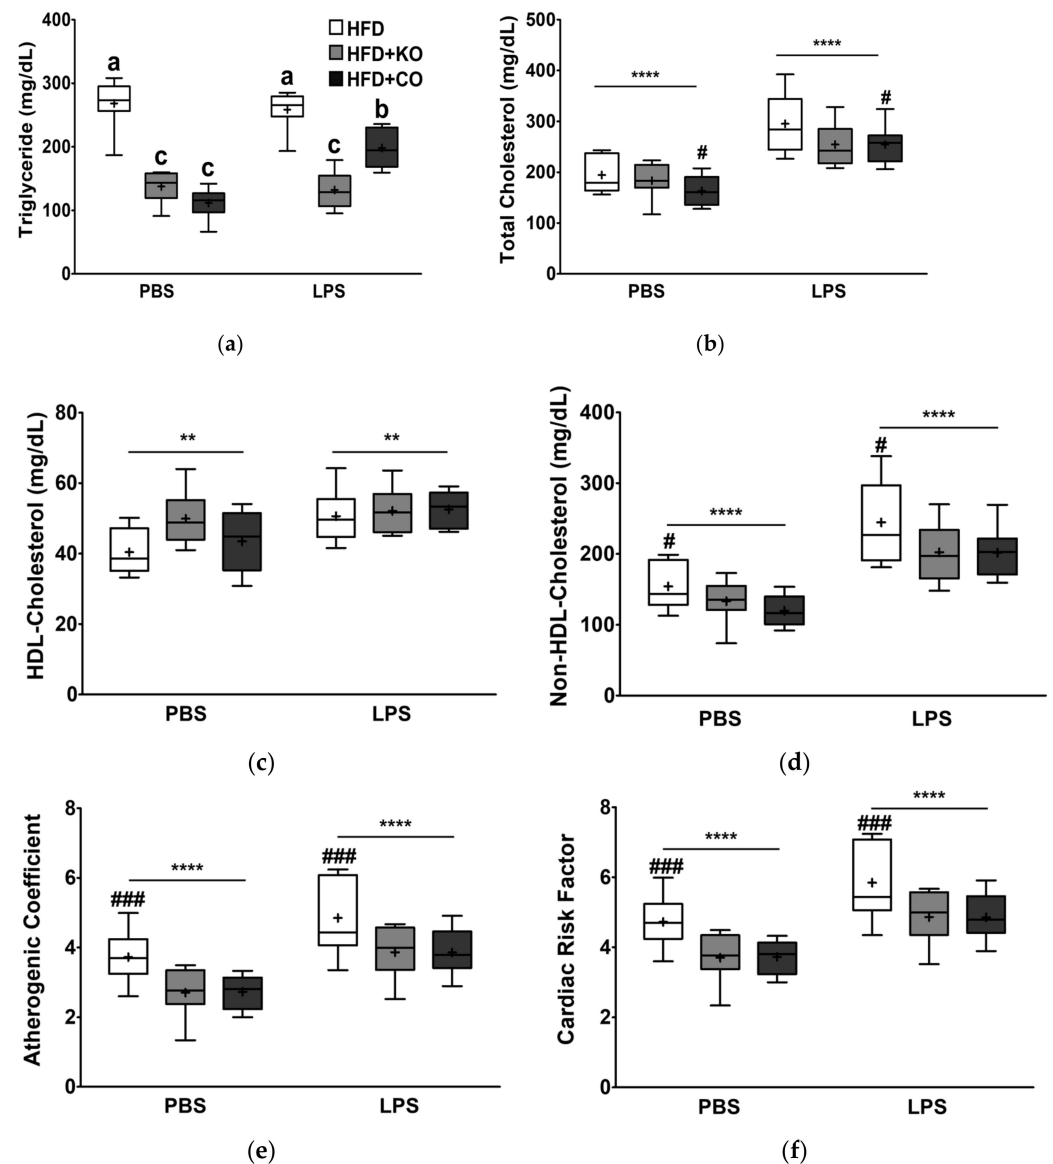 400
300
200
100
0
Triglyceride (mg/dL)
HFD
HFD+KO
HFD+CO
a
c
c
a
c
b
PBS
LPS
(a)
500
400
300
200
100
0
Total Cholesterol (mg/dL)
****
#
****
#
PBS
LPS
(b)
80
60
40
20
0
HDL-Cholesterol (mg/dL)
**
**
PBS
LPS
(c)
400
300
200
100
0
Non-HDL-Cholesterol (mg/dL)
****
#
****
#
PBS
LPS
(d)
8
6
4
2
0
Atherogenic Coefficient
****
###
****
###
PBS
LPS
(e)
8
6
4
2
0
Cardiac Risk Factor
****
###
****
###
PBS
LPS
(f)